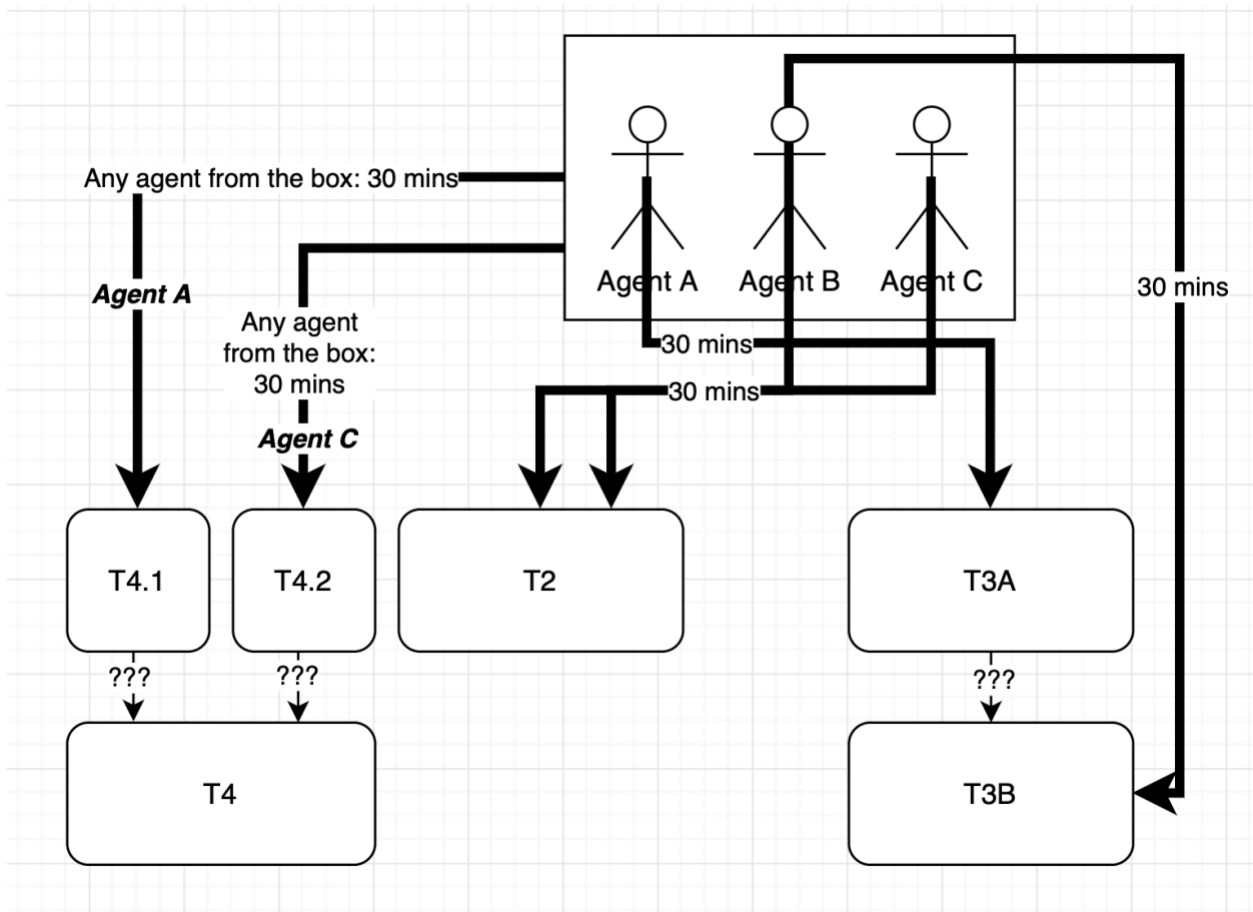 Any agent from the box: 30 mins
Agent A
Agent B
Agent C
30 mins
Agent A
Any agent
from the box:
30 mins
30 mins
30 mins
Agent C
T4.1
T4.2
T2
T3A
???
???
???
T4
T3B